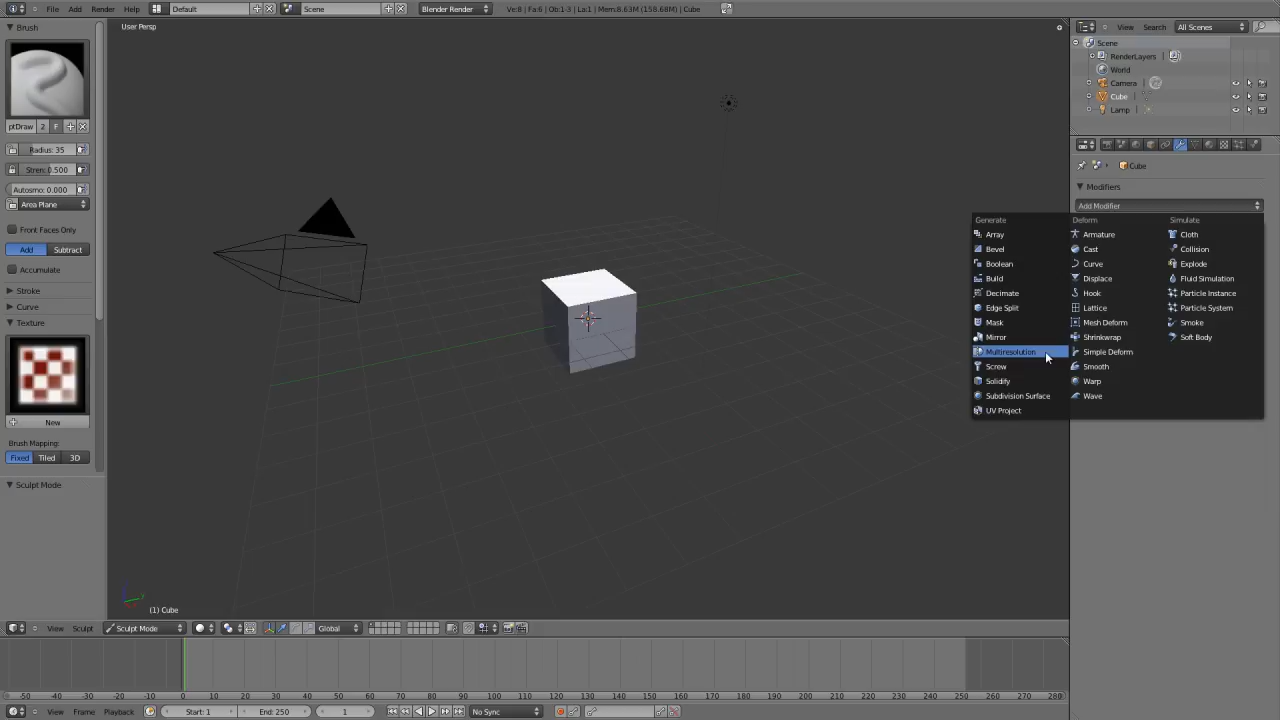 File Add Render Help Default Scene Blender Render Ve:8 | Fa:6 | Ob:1-3 | La:1 | Mem:8.63M (158.68M) | Cube
Brush
User Persp
View Search All Scenes
Scene
RenderLayers
World
Camera
Cube
Lamp
ptDraw 2 F
Radius: 35
Stren: 0.500
Autosmo: 0.000
Area Plane
Front Faces Only
Add Subtract
Accumulate
Stroke
Curve
Texture
New
Brush Mapping:
Fixed Tiled 3D
Sculpt Mode
Cube
Modifiers
Add Modifier
Generate Deform Simulate
Array Armature Cloth
Bevel Cast Collision
Boolean Curve Explode
Build Displace Fluid Simulation
Decimate Hook Particle Instance
Edge Split Lattice Particle System
Mask Mesh Deform Smoke
Mirror Shrinkwrap Soft Body
Multiresolution Simple Deform
Screw Smooth
Solidify Warp
Subdivision Surface Wave
UV Project
(1) Cube
View Sculpt Sculpt Mode Global
-50 -40 -30 -20 -10 0 10 20 30 40 50 60 70 80 90 100 110 120 130 140 150 160 170 180 190 200 210 220 230 240 250 260 270 280
View Frame Playback Start: 1 End: 250 1 No Sync